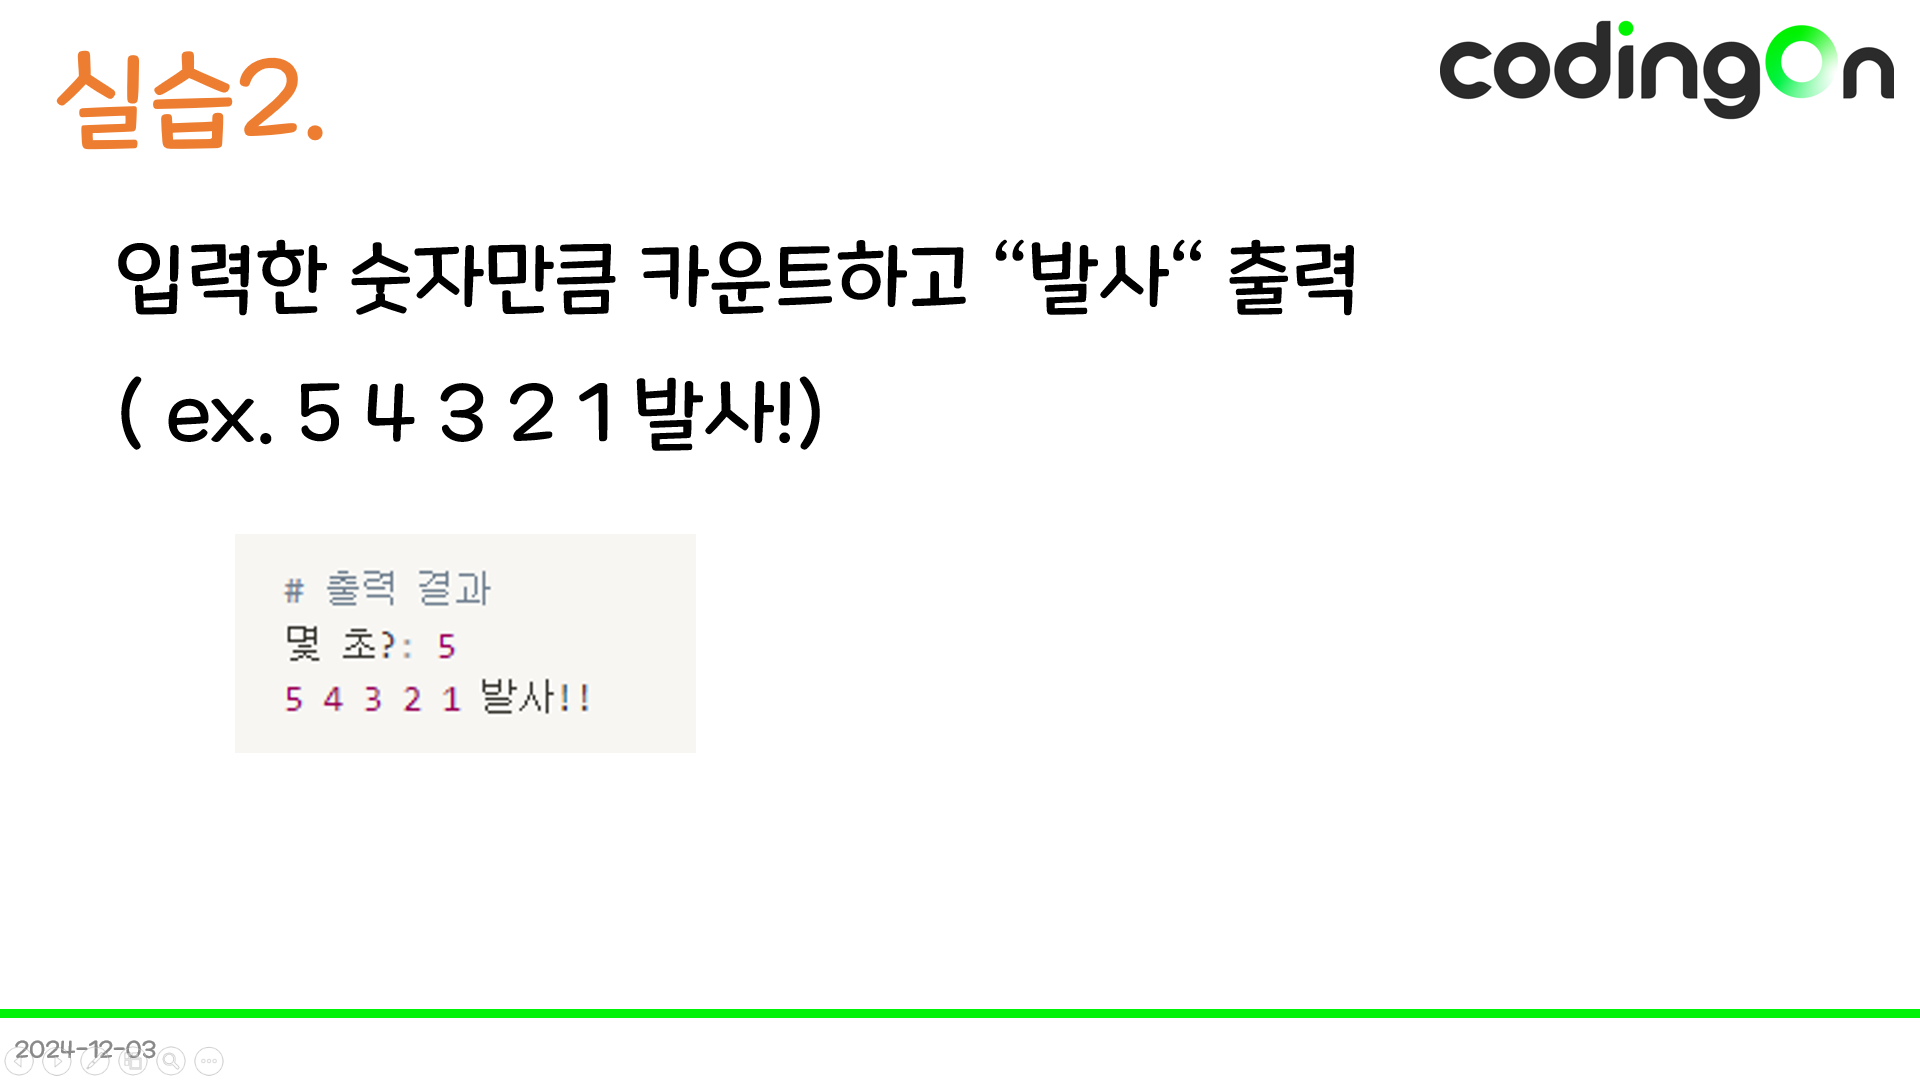 실습2.
codingOn
입력한 숫자만큼 카운트하고 “발사“ 출력
( ex. 5 4 3 2 1 발사!)
# 출력 결과
몇 초?: 5
5 4 3 2 1 발사!!
2024-12-03